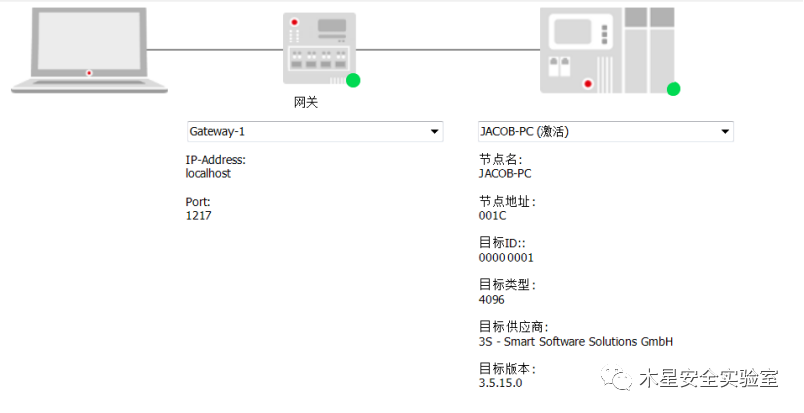 网关
Gateway-1
JACOB-PC (激活)
IP-Address:
localhost
Port:
1217
节点名:
JACOB-PC
节点地址:
001C
目标ID::
0000 0001
目标类型:
4096
目标供应商:
3S - Smart Software Solutions GmbH
目标版本:
3.5.15.0
木星安全实验室